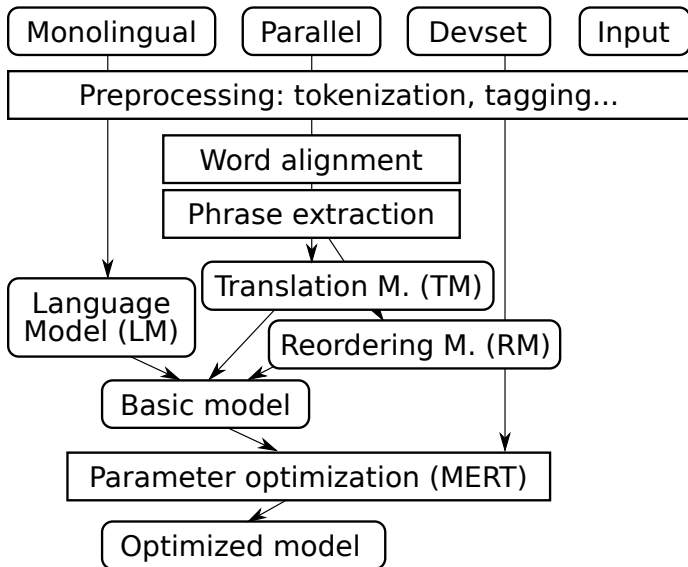 Monolingual
Parallel
Devset
Input
Preprocessing: tokenization, tagging...
Word alignment
Phrase extraction
Translation M. (TM)
Language
Model (LM)
Reordering M. (RM)
Basic model
Parameter optimization (MERT)
Optimized model